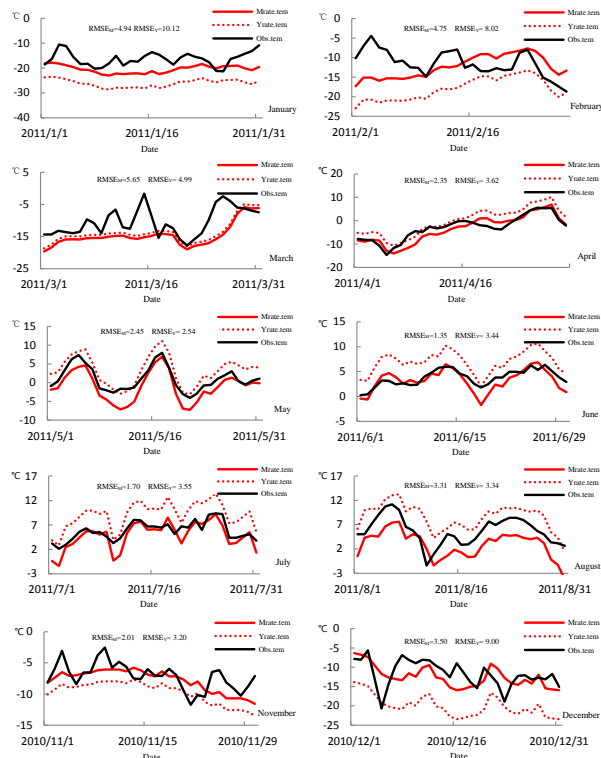 ℃
Mrate.tem
Yrate.tem
Obs.tem
RMSEM=4.94 RMSEY=10.12
0
-10
-20
-30
-40
January
2011/1/1 2011/1/16 2011/1/31
Date
℃
Mrate.tem
Yrate.tem
Obs.tem
RMSEM=4.75 RMSEY= 8.02
0
-5
-10
-15
-20
-25
February
2011/2/1 2011/2/16
Date
℃
Mrate.tem
Yrate.tem
Obs.tem
RMSEM=5.65 RMSEY= 4.99
5
-5
-15
-25
March
2011/3/1 2011/3/16 2011/3/31
Date
℃
Mrate.tem
Yrate.tem
Obs.tem
RMSEM=2.35 RMSEY= 3.62
20
10
0
-10
-20
April
2011/4/1 2011/4/16
Date
℃
Mrate.tem
Yrate.tem
Obs.tem
RMSEM=2.45 RMSEY= 2.54
15
10
5
0
-5
-10
May
2011/5/1 2011/5/16 2011/5/31
Date
℃
Mrate.tem
Yrate.tem
Obs.tem
RMSEM=1.35 RMSEY= 3.44
15
10
5
0
-5
June
2011/6/1 2011/6/15 2011/6/29
Date
℃
Mrate.tem
Yrate.tem
Obs.tem
RMSEM=1.70 RMSEY= 3.55
17
12
7
2
-3
July
2011/7/1 2011/7/16 2011/7/31
Date
℃
Mrate.tem
Yrate.tem
Obs.tem
RMSEM=3.31 RMSEY= 3.34
17
12
7
2
-3
August
2011/8/1 2011/8/16 2011/8/31
Date
℃
Mrate.tem
Yrate.tem
Obs.tem
RMSEM=2.01 RMSEY= 3.20
0
-5
-10
-15
November
2010/11/1 2010/11/15 2010/11/29
Date
℃
Mrate.tem
Yrate.tem
Obs.tem
RMSEM=3.50 RMSEY= 9.00
0
-5
-10
-15
-20
-25
December
2010/12/1 2010/12/16 2010/12/31
Date